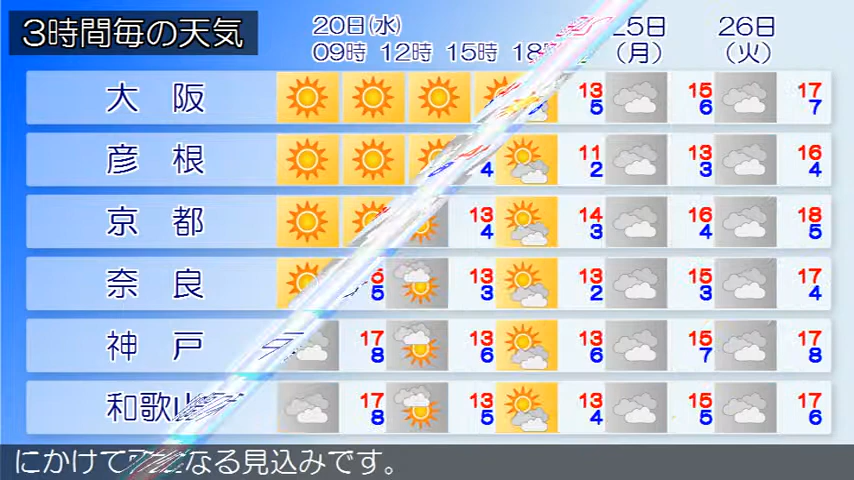 3時間毎の天気
20日(水) 25日 26日
09時 12時 15時 18時 (月) (火)
大阪 13 5 15 6 17 7
彦根 4 11 2 13 3 16 4
京都 13 4 14 3 16 4 18 5
奈良 5 13 3 13 2 15 3 17 4
神戸 17 8 13 6 13 6 15 7 17 8
和歌山 17 8 13 5 13 4 15 5 17 6
にかけて なる見込みです。